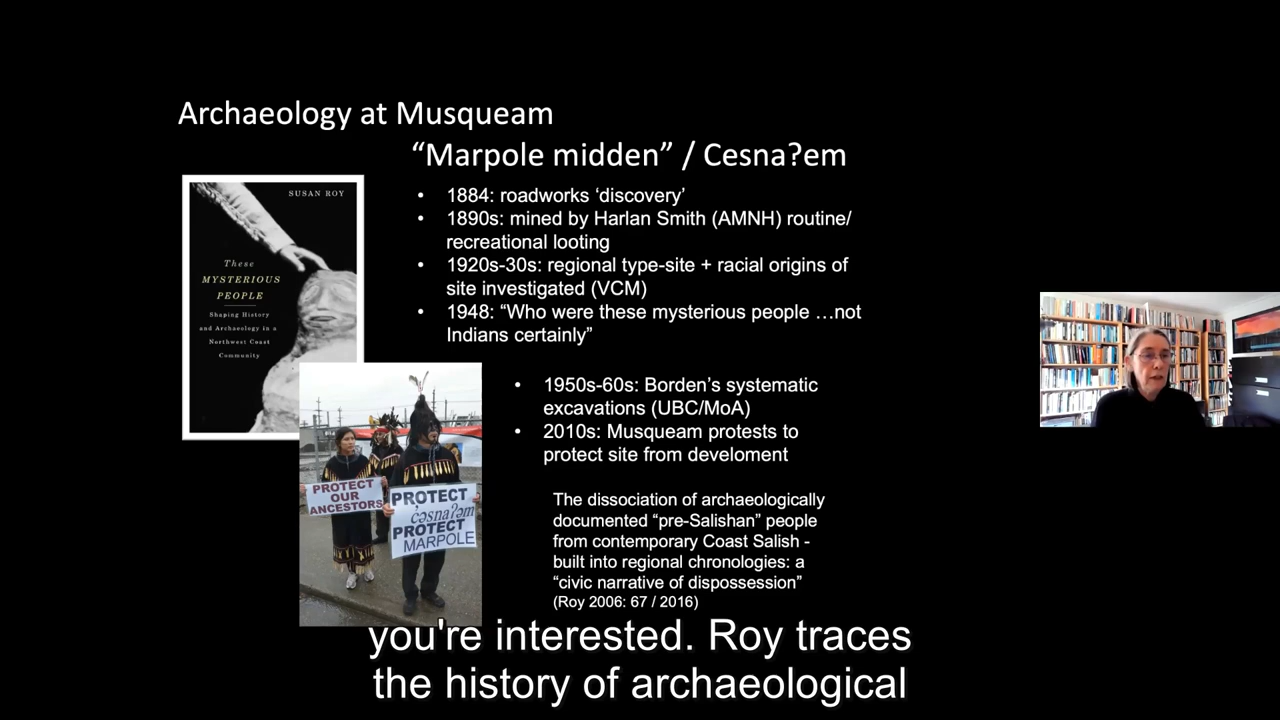 Archaeology at Musqueam
“Marpole midden” / Cesna?em
SUSAN ROY
These
MYSTERIOUS
PEOPLE
Shaping History
and Archaeology in a
Northwest Coast
Community
• 1884: roadworks ‘discovery’
• 1890s: mined by Harlan Smith (AMNH) routine/
recreational looting
• 1920s-30s: regional type-site + racial origins of
site investigated (VCM)
• 1948: “Who were these mysterious people …not
Indians certainly”
• 1950s-60s: Borden’s systematic
excavations (UBC/MoA)
• 2010s: Musqueam protests to
protect site from develoment
PROTECT
OUR
ANCESTORS
PROTECT
c̓əsnaʔəm
PROTECT
MARPOLE
The dissociation of archaeologically
documented “pre-Salishan” people
from contemporary Coast Salish -
built into regional chronologies: a
“civic narrative of dispossession”
(Roy 2006: 67 / 2016)
you're interested. Roy traces
the history of archaeological